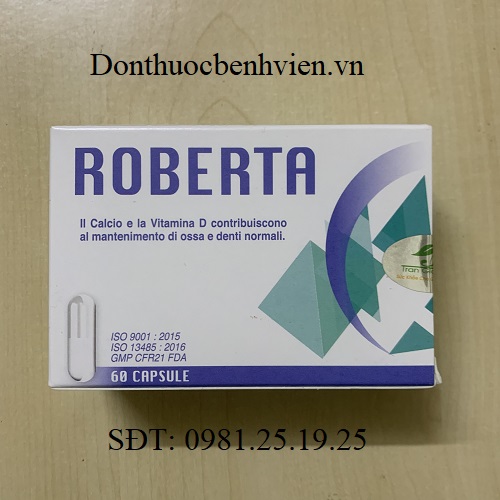 Donthuocbenhvien.vn
ROBERTA
Il Calcio e la Vitamina D contribuiscono
al mantenimento di ossa e denti normali.
Tran
ISO 9001 : 2015
ISO 13485 : 2016
GMP CFR21 FDA
60 CAPSULE
SĐT: 0981.25.19.25